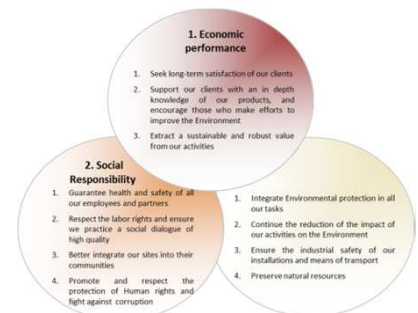 1. Economic
performance
1. Seek long-term satisfaction of our clients
2. Support our clients with an in depth
knowledge of our products, and
encourage those who make efforts to
improve the Environment
3. Extract a sustainable and robust value
from our activities
2. Social
Responsibility
1. Guarantee health and safety of all
our employees and partners
2. Respect the labor rights and ensure
we practice a social dialogue of
high quality
3. Better integrate our sites into their
communities
4. Promote and respect the
protection of Human rights and
fight against corruption
1. Integrate Environmental protection in all
our tasks
2. Continue the reduction of the impact of
our activities on the Environment
3. Ensure the industrial safety of our
installations and means of transport
4. Preserve natural resources